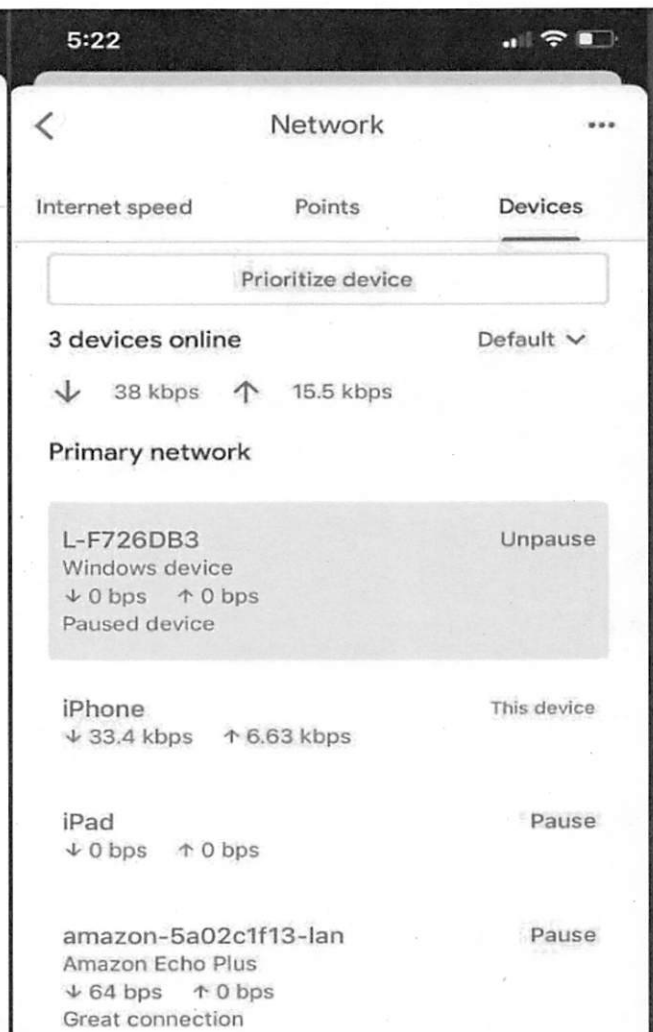 5:22
Network
Internet speed Points Devices
Prioritize device
3 devices online Default
↓ 38 kbps ↑ 15.5 kbps
Primary network
L-F726DB3 Unpause
Windows device
↓ 0 bps ↑ 0 bps
Paused device
iPhone This device
↓ 33.4 kbps ↑ 6.63 kbps
iPad Pause
↓ 0 bps ↑ 0 bps
amazon-5a02c1f13-lan Pause
Amazon Echo Plus
↓ 64 bps ↑ 0 bps
Great connection